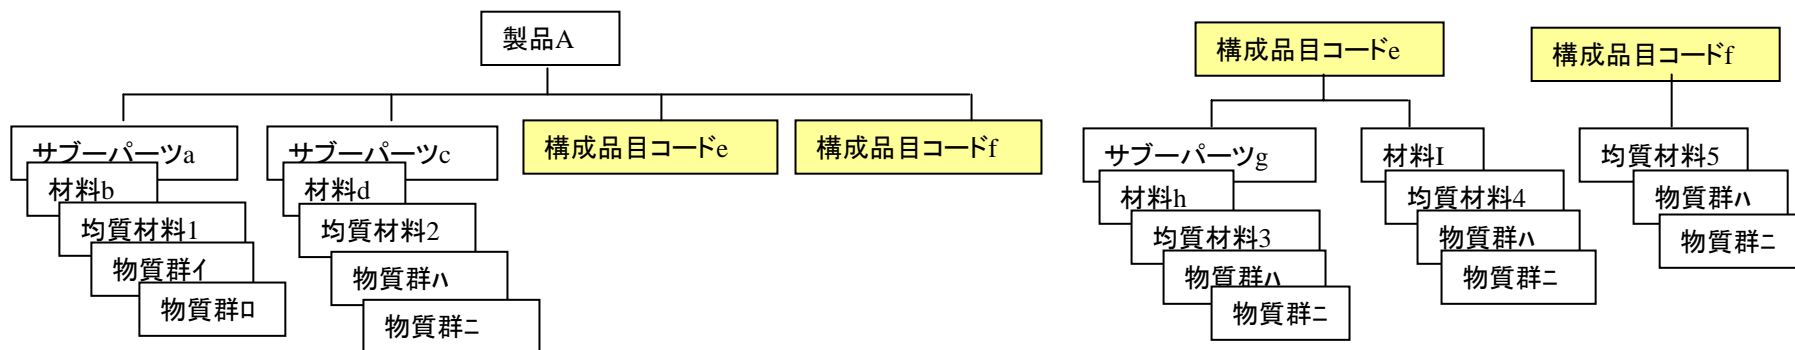 製品A
サブーパーツa
材料b
均質材料1
物質群イ
物質群ロ
サブーパーツc
材料d
均質材料2
物質群ハ
物質群ニ
構成品目コードe
構成品目コードf
構成品目コードe
サブーパーツg
材料h
均質材料3
物質群ハ
物質群ニ
材料I
均質材料4
物質群ハ
物質群ニ
構成品目コードf
均質材料5
物質群ハ
物質群ニ